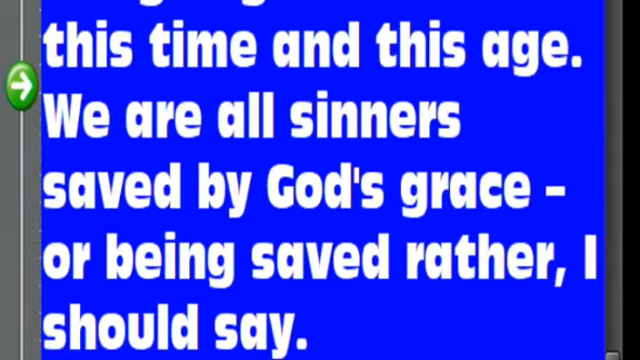 this time and this age.
We are all sinners
saved by God's grace –
or being saved rather, I
should say.